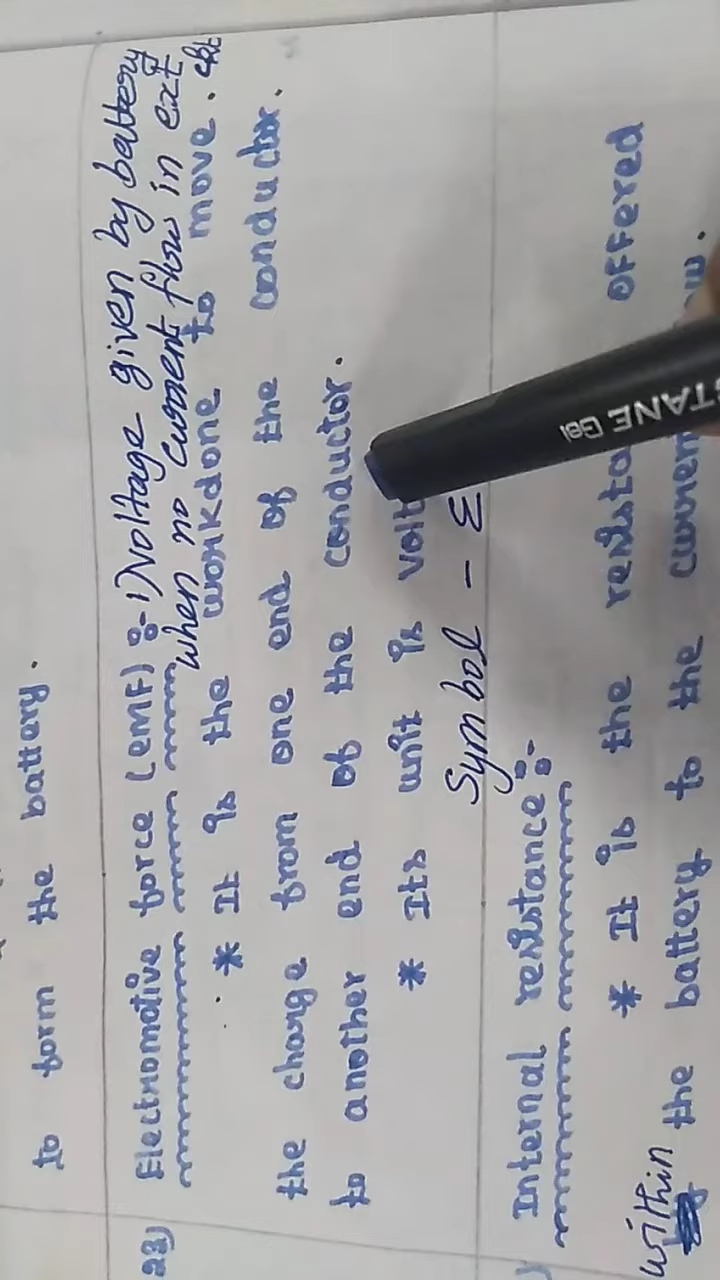 to form the battery.
23) Electromotive force (EMF) :- 1) Voltage given by battery
when no current flow in ext ckt
* It is the workdone to move
the charge from one end of the conductor.
to another end of the conductor.
* Its unit is volt
Symbol - Ɛ
Internal resistance :-
* It is the resista offered
within the battery to the curren
TANE Gel